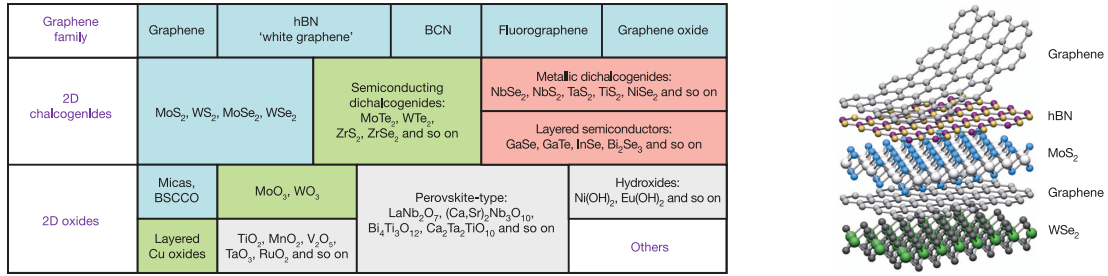 Graphene
family
Graphene
hBN
'white graphene'
BCN
Fluorographene
Graphene oxide
2D
chalcogenides
MoS₂, WS₂, MoSe₂, WSe₂
Semiconducting
dichalcogenides:
MoTe₂, WTe₂,
ZrS₂, ZrSe₂ and so on
Metallic dichalcogenides:
NbSe₂, NbS₂, TaS₂, TiS₂, NiSe₂ and so on
Layered semiconductors:
GaSe, GaTe, InSe, Bi₂Se₃ and so on
2D oxides
Micas,
BSCCO
MoO₃, WO₃
Perovskite-type:
LaNb₂O₇, (Ca,Sr)₂Nb₃O₁₀,
Bi₄Ti₃O₁₂, Ca₂Ta₂TiO₁₀ and so on
Hydroxides:
Ni(OH)₂, Eu(OH)₂ and so on
Layered
Cu oxides
TiO₂, MnO₂, V₂O₅,
TaO₃, RuO₂ and so on
Others
Graphene
hBN
MoS₂
Graphene
WSe₂